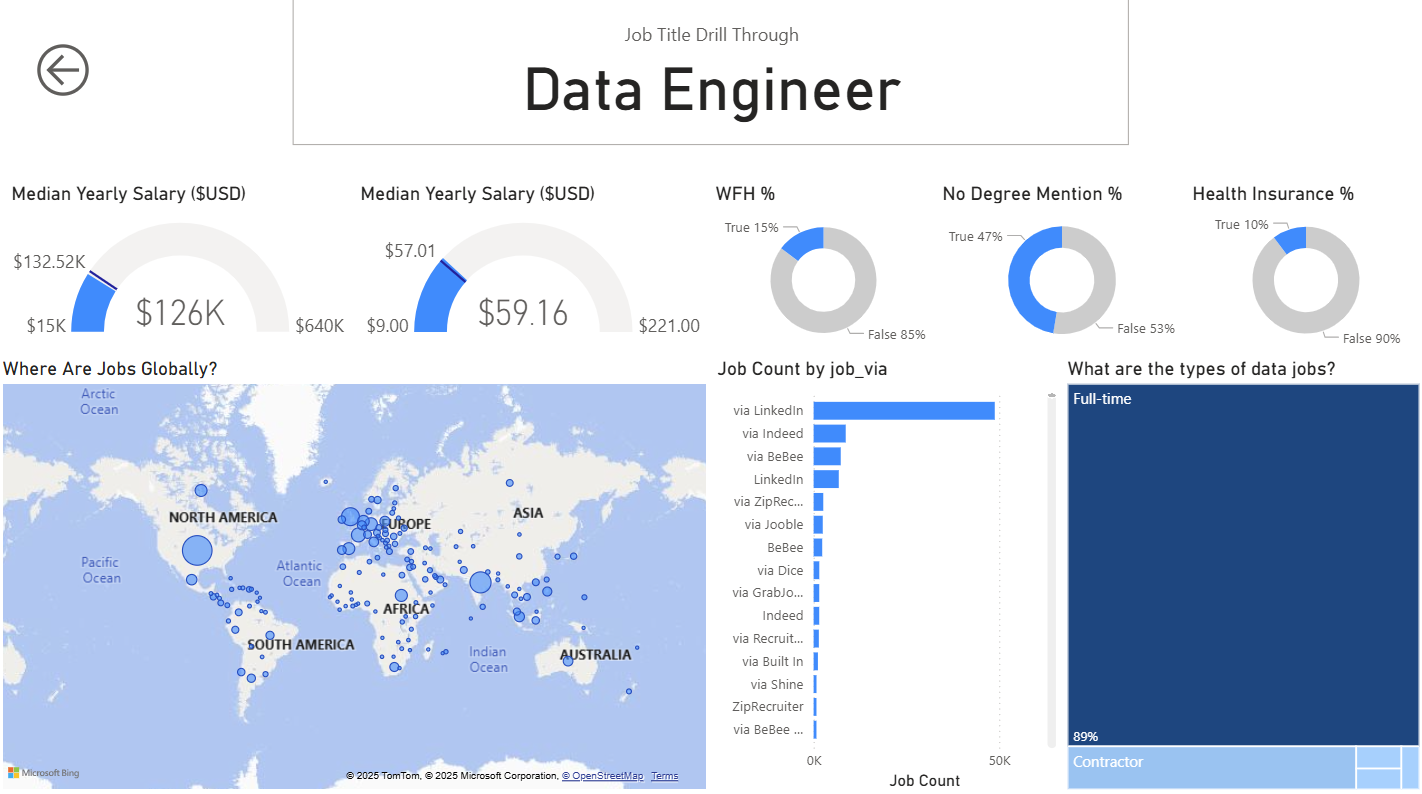 Job Title Drill Through
Data Engineer
Median Yearly Salary ($USD)
$132.52K
$15K
$126K
$640K
Median Yearly Salary ($USD)
$57.01
$9.00
$59.16
$221.00
WFH %
True 15%
False 85%
No Degree Mention %
True 47%
False 53%
Health Insurance %
True 10%
False 90%
Where Are Jobs Globally?
Arctic
Ocean
NORTH AMERICA
EUROPE
ASIA
Pacific
Ocean
Atlantic
Ocean
AFRICA
SOUTH AMERICA
Indian
Ocean
AUSTRALIA
Microsoft Bing
© 2025 TomTom, © 2025 Microsoft Corporation, © OpenStreetMap Terms
Job Count by job_via
via LinkedIn
via Indeed
via BeBee
LinkedIn
via ZipRec...
via Jooble
BeBee
via Dice
via GrabJo...
Indeed
via Recruit...
via Built In
via Shine
ZipRecruiter
via BeBee ...
0K
50K
Job Count
What are the types of data jobs?
Full-time
89%
Contractor